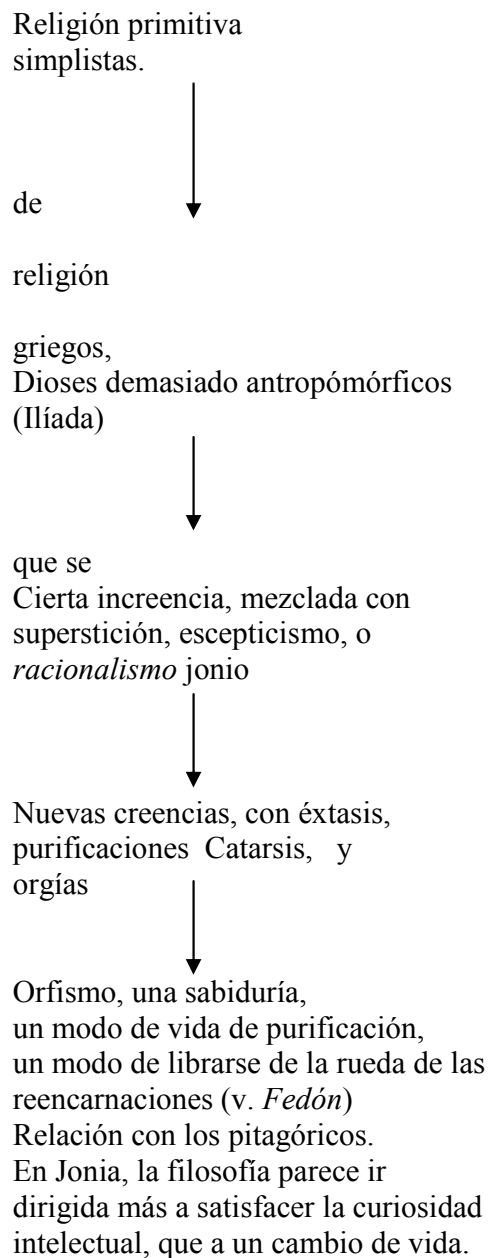 Religión primitiva
simplistas.
de
religión
griegos,
Dioses demasiado antropómórficos
(Ilíada)
que se
Cierta increencia, mezclada con
superstición, escepticismo, o
racionalismo jonio
Nuevas creencias, con éxtasis,
purificaciones Catarsis, y
orgías
Orfismo, una sabiduría,
un modo de vida de purificación,
un modo de librarse de la rueda de las
reencarnaciones (v. Fedón)
Relación con los pitagóricos.
En Jonia, la filosofía parece ir
dirigida más a satisfacer la curiosidad
intelectual, que a un cambio de vida.